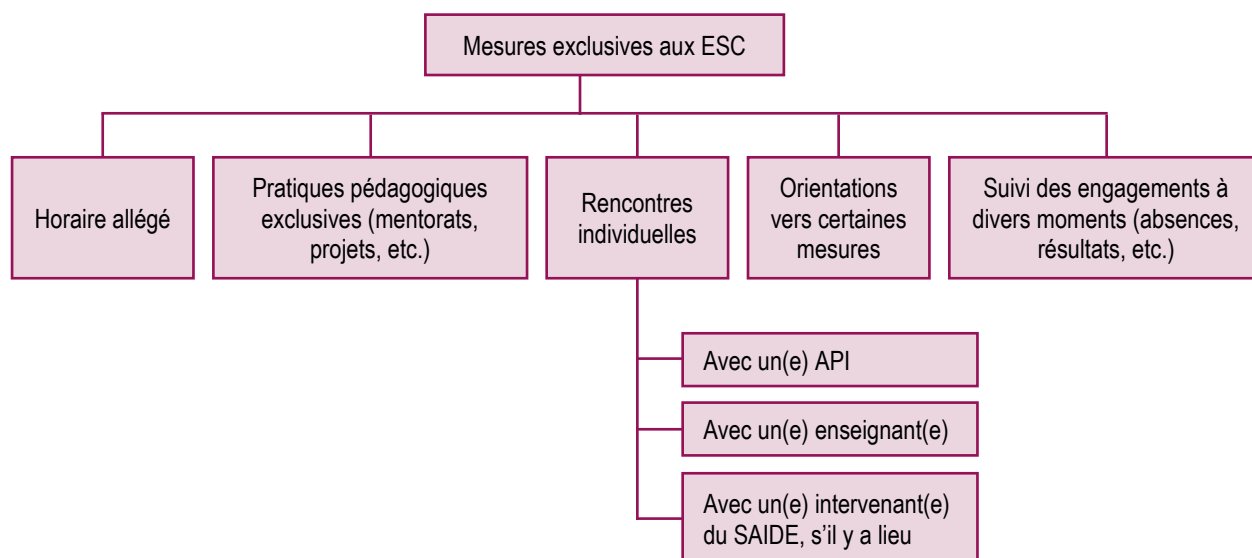 Mesures exclusives aux ESC
Horaire allégé
Pratiques pédagogiques
exclusives (mentorats,
projets, etc.)
Rencontres
individuelles
Orientations
vers certaines
mesures
Suivi des engagements à
divers moments (absences,
résultats, etc.)
Avec un(e) API
Avec un(e) enseignant(e)
Avec un(e) intervenant(e)
du SAIDE, s’il y a lieu